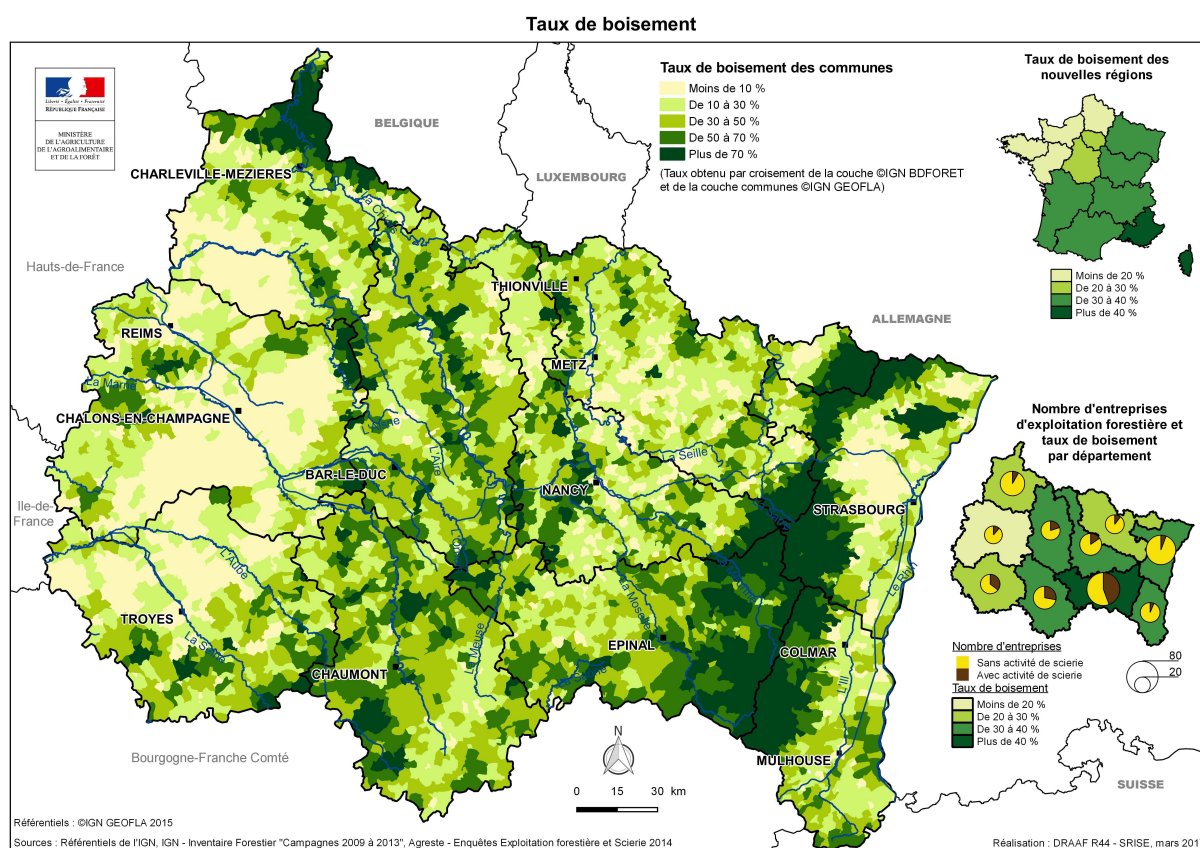 Taux de boisement
Liberté • Égalité • Fraternité
RÉPUBLIQUE FRANÇAISE
MINISTÈRE
DE L'AGRICULTURE
DE L'AGROALIMENTAIRE
ET DE LA FORÊT
Taux de boisement des communes
Moins de 10 %
De 10 à 30 %
De 30 à 50 %
De 50 à 70 %
Plus de 70 %
(Taux obtenu par croisement de la couche ©IGN BDFORET
et de la couche communes ©IGN GEOFLA)
Taux de boisement des
nouvelles régions
Moins de 20 %
De 20 à 30 %
De 30 à 40 %
Plus de 40 %
BELGIQUE
LUXEMBOURG
ALLEMAGNE
SUISSE
Hauts-de-France
Ile-de-
France
Bourgogne-Franche Comté
CHARLEVILLE-MEZIERES
La Chiers
THIONVILLE
REIMS
METZ
La Marne
CHALONS-EN-CHAMPAGNE
L'Aire
La Seille
BAR-LE-DUC
NANCY
STRASBOURG
L'Aube
Le Rhin
La Moselle
TROYES
La Seine
EPINAL
COLMAR
La Meuse
CHAUMONT
L'Ill
MULHOUSE
N
0 15 30 km
Nombre d'entreprises
d'exploitation forestière et
taux de boisement
par département
Nombre d'entreprises
Sans activité de scierie
Avec activité de scierie
80
20
Taux de boisement
Moins de 20 %
De 20 à 30 %
De 30 à 40 %
Plus de 40 %
Référentiels : ©IGN GEOFLA 2015
Sources : Référentiels de l'IGN, IGN - Inventaire Forestier "Campagnes 2009 à 2013", Agreste - Enquêtes Exploitation forestière et Scierie 2014
Réalisation : DRAAF R44 - SRISE, mars 201